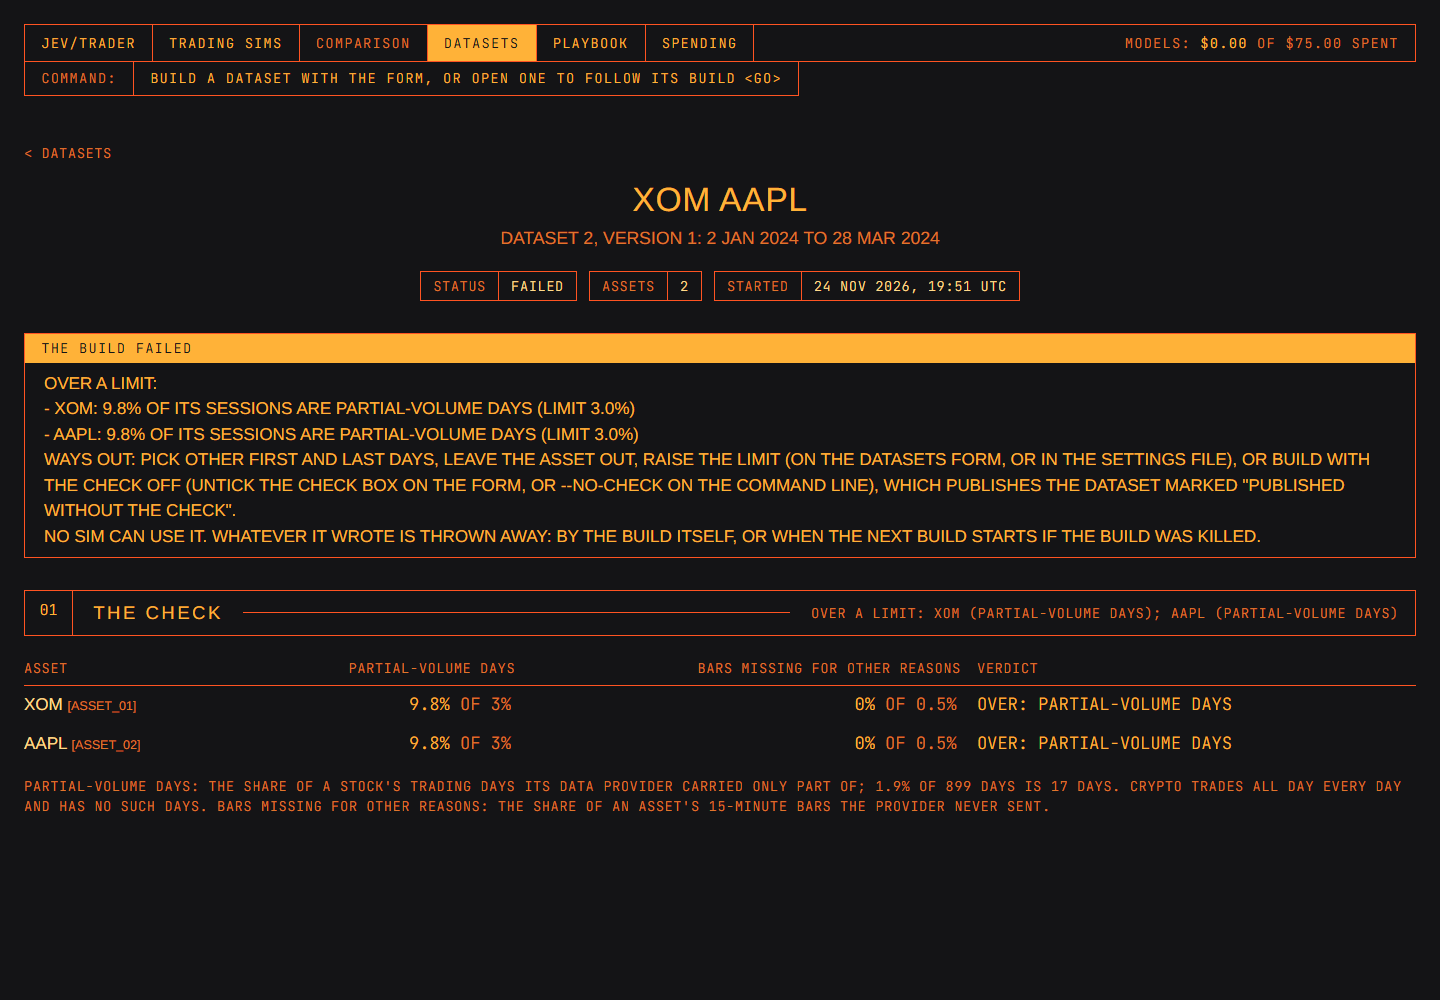 JEV/TRADER TRADING SIMS COMPARISON DATASETS PLAYBOOK SPENDING MODELS: $0.00 OF $75.00 SPENT
COMMAND: BUILD A DATASET WITH THE FORM, OR OPEN ONE TO FOLLOW ITS BUILD <GO>
< DATASETS
XOM AAPL
DATASET 2, VERSION 1: 2 JAN 2024 TO 28 MAR 2024
STATUS FAILED ASSETS 2 STARTED 24 NOV 2026, 19:51 UTC
THE BUILD FAILED
OVER A LIMIT:
- XOM: 9.8% OF ITS SESSIONS ARE PARTIAL-VOLUME DAYS (LIMIT 3.0%)
- AAPL: 9.8% OF ITS SESSIONS ARE PARTIAL-VOLUME DAYS (LIMIT 3.0%)
WAYS OUT: PICK OTHER FIRST AND LAST DAYS, LEAVE THE ASSET OUT, RAISE THE LIMIT (ON THE DATASETS FORM, OR IN THE SETTINGS FILE), OR BUILD WITH
THE CHECK OFF (UNTICK THE CHECK BOX ON THE FORM, OR --NO-CHECK ON THE COMMAND LINE), WHICH PUBLISHES THE DATASET MARKED "PUBLISHED
WITHOUT THE CHECK".
NO SIM CAN USE IT. WHATEVER IT WROTE IS THROWN AWAY: BY THE BUILD ITSELF, OR WHEN THE NEXT BUILD STARTS IF THE BUILD WAS KILLED.
01 THE CHECK OVER A LIMIT: XOM (PARTIAL-VOLUME DAYS); AAPL (PARTIAL-VOLUME DAYS)
ASSET PARTIAL-VOLUME DAYS BARS MISSING FOR OTHER REASONS VERDICT
XOM [ASSET_01] 9.8% OF 3% 0% OF 0.5% OVER: PARTIAL-VOLUME DAYS
AAPL [ASSET_02] 9.8% OF 3% 0% OF 0.5% OVER: PARTIAL-VOLUME DAYS
PARTIAL-VOLUME DAYS: THE SHARE OF A STOCK'S TRADING DAYS ITS DATA PROVIDER CARRIED ONLY PART OF; 1.9% OF 899 DAYS IS 17 DAYS. CRYPTO TRADES ALL DAY EVERY DAY
AND HAS NO SUCH DAYS. BARS MISSING FOR OTHER REASONS: THE SHARE OF AN ASSET'S 15-MINUTE BARS THE PROVIDER NEVER SENT.